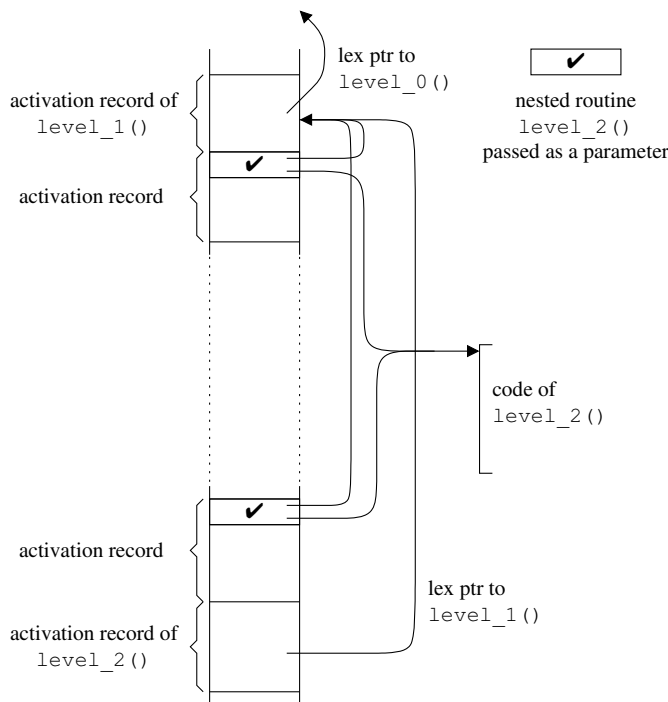 lex ptr to
level_0()
✔
nested routine
level_2()
passed as a parameter
activation record of
level_1()
✔
activation record
code of
level_2()
✔
activation record
lex ptr to
level_1()
activation record of
level_2()